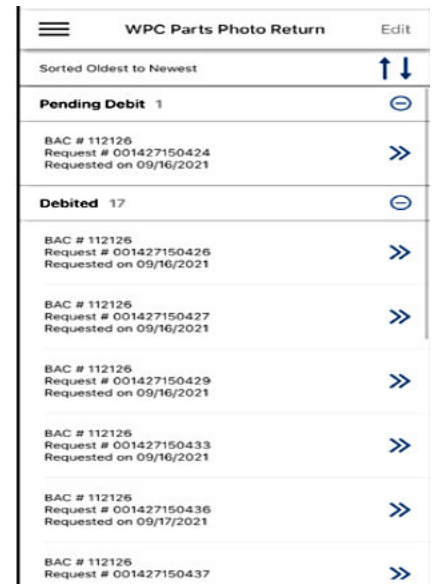 WPC Parts Photo Return Edit
Sorted Oldest to Newest
Pending Debit 1
BAC # 112126
Request # 001427150424
Requested on 09/16/2021
Debited 17
BAC # 112126
Request # 001427150426
Requested on 09/16/2021
BAC # 112126
Request # 001427150427
Requested on 09/16/2021
BAC # 112126
Request # 001427150429
Requested on 09/16/2021
BAC # 112126
Request # 001427150433
Requested on 09/16/2021
BAC # 112126
Request # 001427150436
Requested on 09/17/2021
BAC # 112126
Request # 001427150437